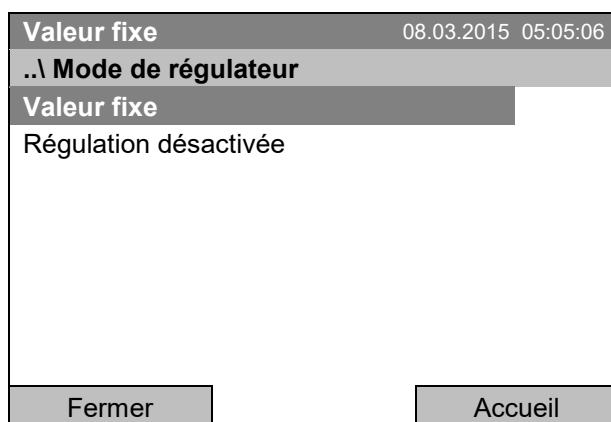 Valeur fixe 08.03.2015 05:05:06
..\ Mode de régulateur
Valeur fixe
Régulation désactivée
Fermer Accueil